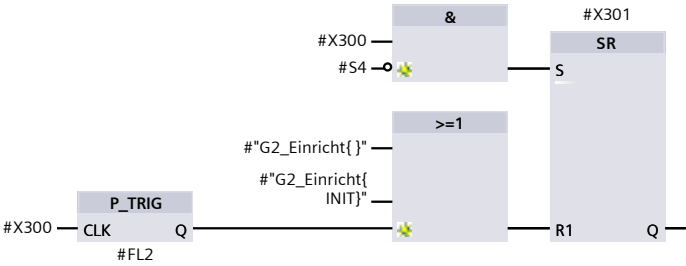 &
#X301
#X300
SR
#S4
S
>=1
#"G2_Einricht{ }"
#"G2_Einricht{
INIT}"
P_TRIG
#X300
CLK
Q
R1
Q
#FL2